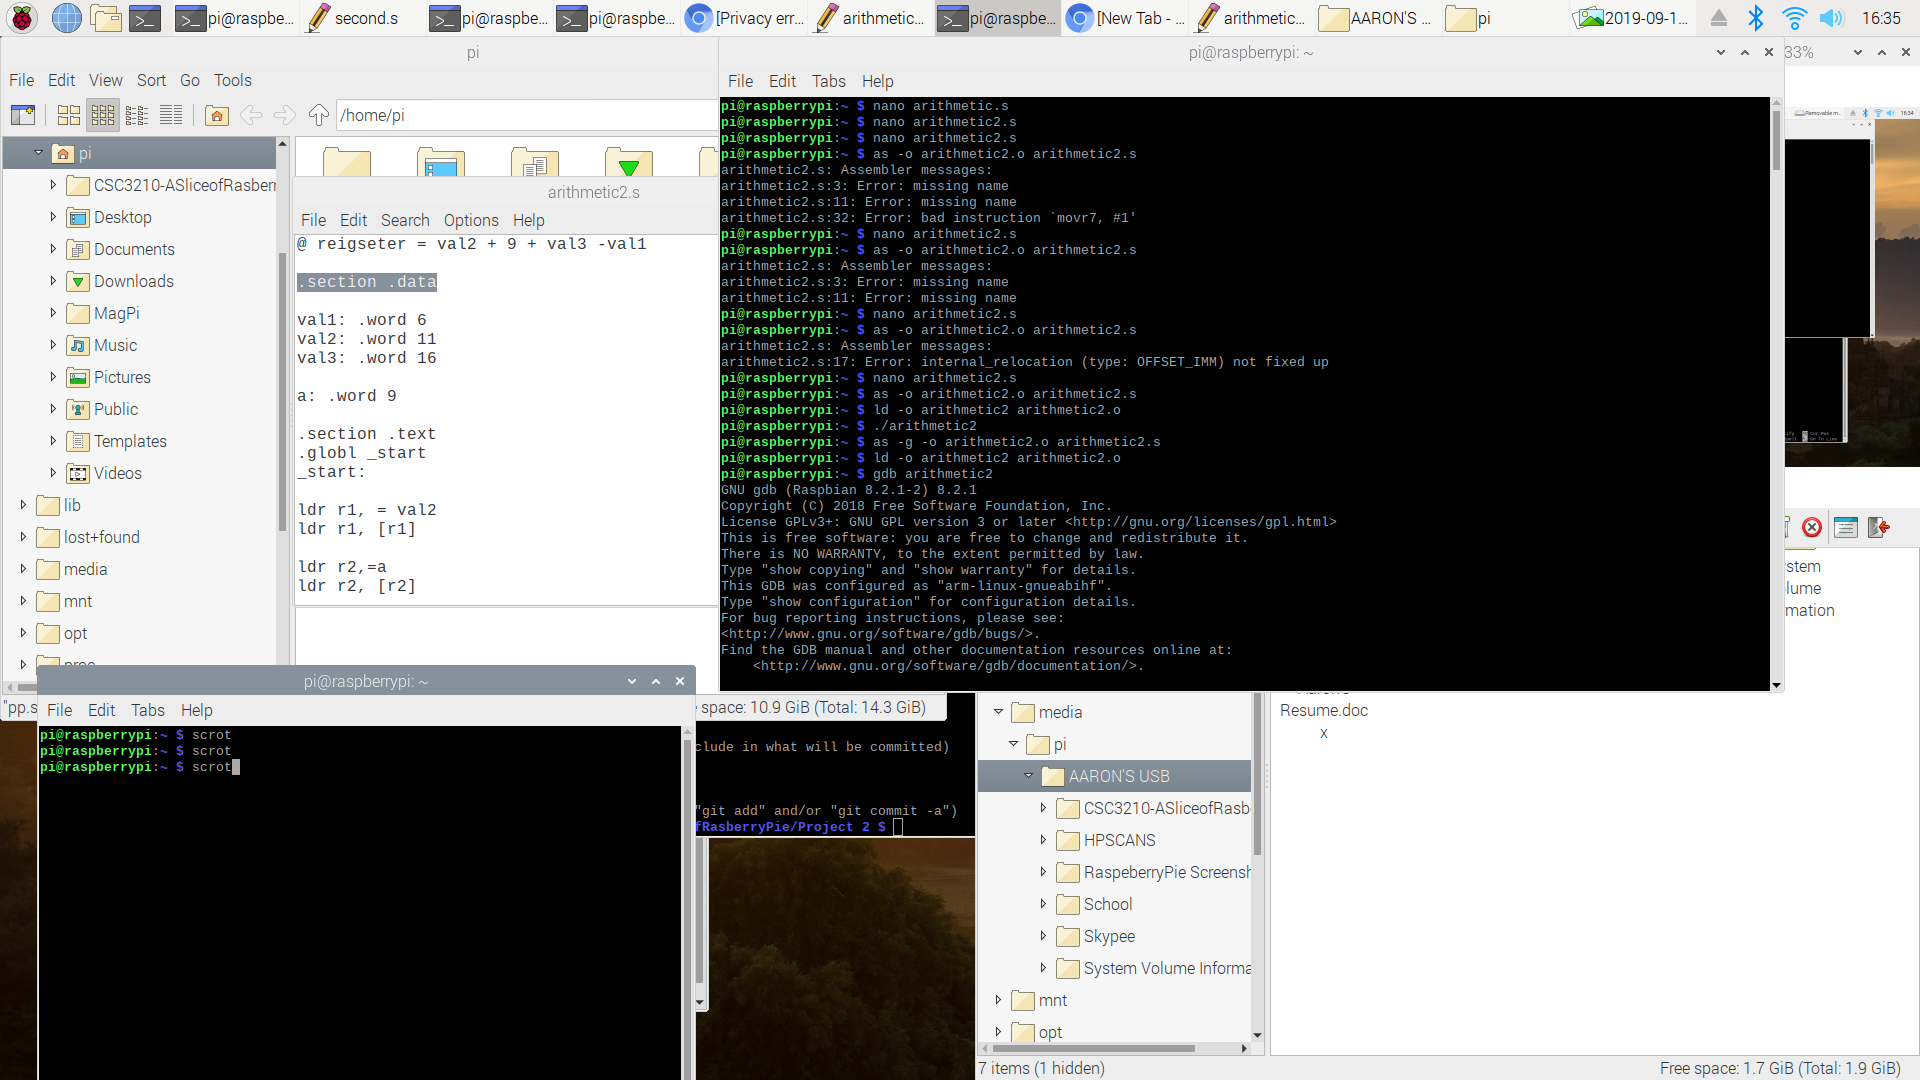 pi@raspbe...
second.s
pi@raspbe...
pi@raspbe...
[Privacy err...
arithmetic...
pi@raspbe...
[New Tab - ...
arithmetic...
AARON'S ...
pi
2019-09-1...
16:35
pi
File Edit View Sort Go Tools
/home/pi
pi
CSC3210-ASliceofRasberr
Desktop
Documents
Downloads
MagPi
Music
Pictures
Public
Templates
Videos
lib
lost+found
media
mnt
opt
proc
"pp.s
arithmetic2.s
File Edit Search Options Help
@ reigseter = val2 + 9 + val3 -val1
.section .data
val1: .word 6
val2: .word 11
val3: .word 16
a: .word 9
.section .text
.globl _start
_start:
ldr r1, = val2
ldr r1, [r1]
ldr r2,=a
ldr r2, [r2]
pi@raspberrypi: ~
File Edit Tabs Help
pi@raspberrypi:~ $ nano arithmetic.s
pi@raspberrypi:~ $ nano arithmetic2.s
pi@raspberrypi:~ $ nano arithmetic2.s
pi@raspberrypi:~ $ as -o arithmetic2.o arithmetic2.s
arithmetic2.s: Assembler messages:
arithmetic2.s:3: Error: missing name
arithmetic2.s:11: Error: missing name
arithmetic2.s:32: Error: bad instruction `movr7, #1'
pi@raspberrypi:~ $ nano arithmetic2.s
pi@raspberrypi:~ $ as -o arithmetic2.o arithmetic2.s
arithmetic2.s: Assembler messages:
arithmetic2.s:3: Error: missing name
arithmetic2.s:11: Error: missing name
pi@raspberrypi:~ $ nano arithmetic2.s
pi@raspberrypi:~ $ as -o arithmetic2.o arithmetic2.s
arithmetic2.s: Assembler messages:
arithmetic2.s:17: Error: internal_relocation (type: OFFSET_IMM) not fixed up
pi@raspberrypi:~ $ nano arithmetic2.s
pi@raspberrypi:~ $ as -o arithmetic2.o arithmetic2.s
pi@raspberrypi:~ $ ld -o arithmetic2 arithmetic2.o
pi@raspberrypi:~ $ ./arithmetic2
pi@raspberrypi:~ $ as -g -o arithmetic2.o arithmetic2.s
pi@raspberrypi:~ $ ld -o arithmetic2 arithmetic2.o
pi@raspberrypi:~ $ gdb arithmetic2
GNU gdb (Raspbian 8.2.1-2) 8.2.1
Copyright (C) 2018 Free Software Foundation, Inc.
License GPLv3+: GNU GPL version 3 or later <http://gnu.org/licenses/gpl.html>
This is free software: you are free to change and redistribute it.
There is NO WARRANTY, to the extent permitted by law.
Type "show copying" and "show warranty" for details.
This GDB was configured as "arm-linux-gnueabihf".
Type "show configuration" for configuration details.
For bug reporting instructions, please see:
<http://www.gnu.org/software/gdb/bugs/>.
Find the GDB manual and other documentation resources online at:
<http://www.gnu.org/software/gdb/documentation/>.
33%
16:34
stem
lume
mation
pi@raspberrypi: ~
File Edit Tabs Help
pi@raspberrypi:~ $ scrot
pi@raspberrypi:~ $ scrot
pi@raspberrypi:~ $ scrot
space: 10.9 GiB (Total: 14.3 GiB)
clude in what will be committed)
"git add" and/or "git commit -a")
fRasberryPie/Project 2 $
media
pi
AARON'S USB
CSC3210-ASliceofRasb
HPSCANS
RaspeberryPie Screensh
School
Skypee
System Volume Informa
mnt
opt
Resume.doc
x
7 items (1 hidden)
Free space: 1.7 GiB (Total: 1.9 GiB)